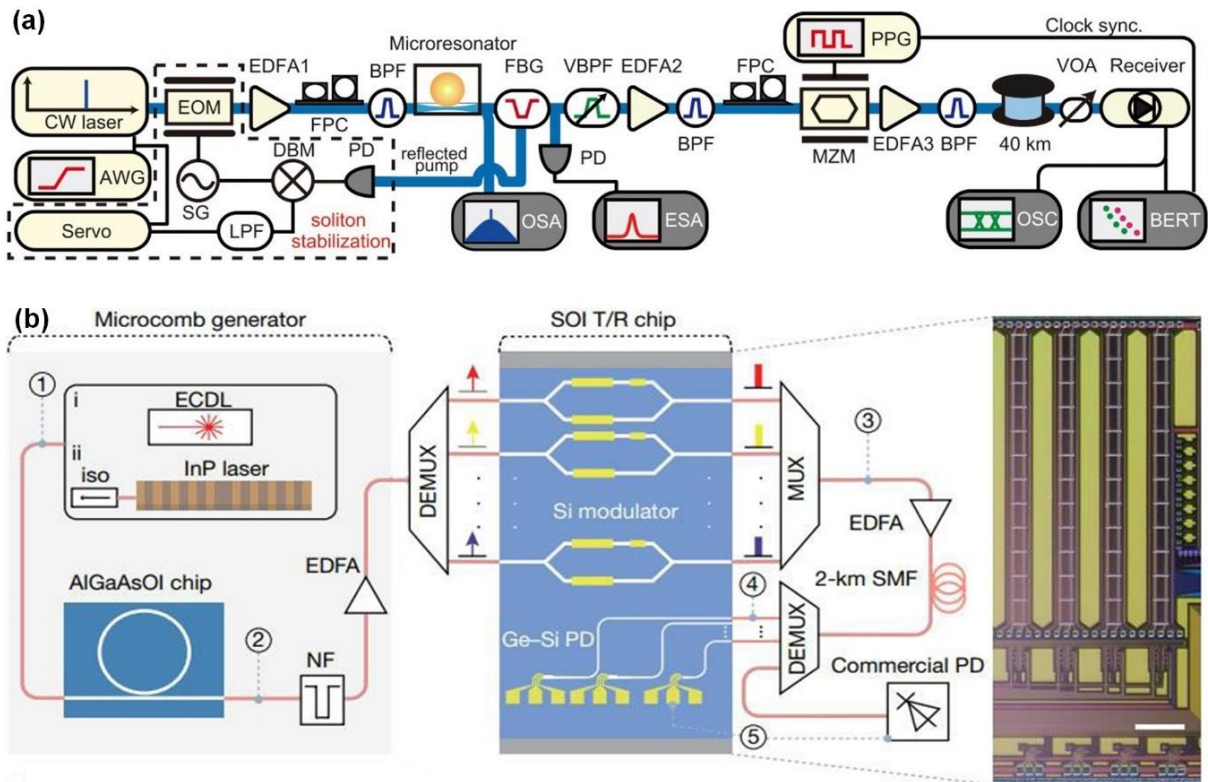 (a)
Microresonator
PPG
Clock sync.
EDFA1
BPF
FBG
VBPF
EDFA2
FPC
VOA
Receiver
CW laser
EOM
FPC
BPF
MZM
EDFA3
BPF
40 km
AWG
SG
DBM
PD
reflected
pump
PD
Servo
LPF
soliton
stabilization
OSA
ESA
OSC
BERT
(b)
Microcomb generator
SOI T/R chip
1
i
ECDL
ii
iso
InP laser
DEMUX
MUX
3
Si modulator
EDFA
EDFA
AlGaAsOI chip
2
NF
4
2-km SMF
Ge–Si PD
DEMUX
Commercial PD
5